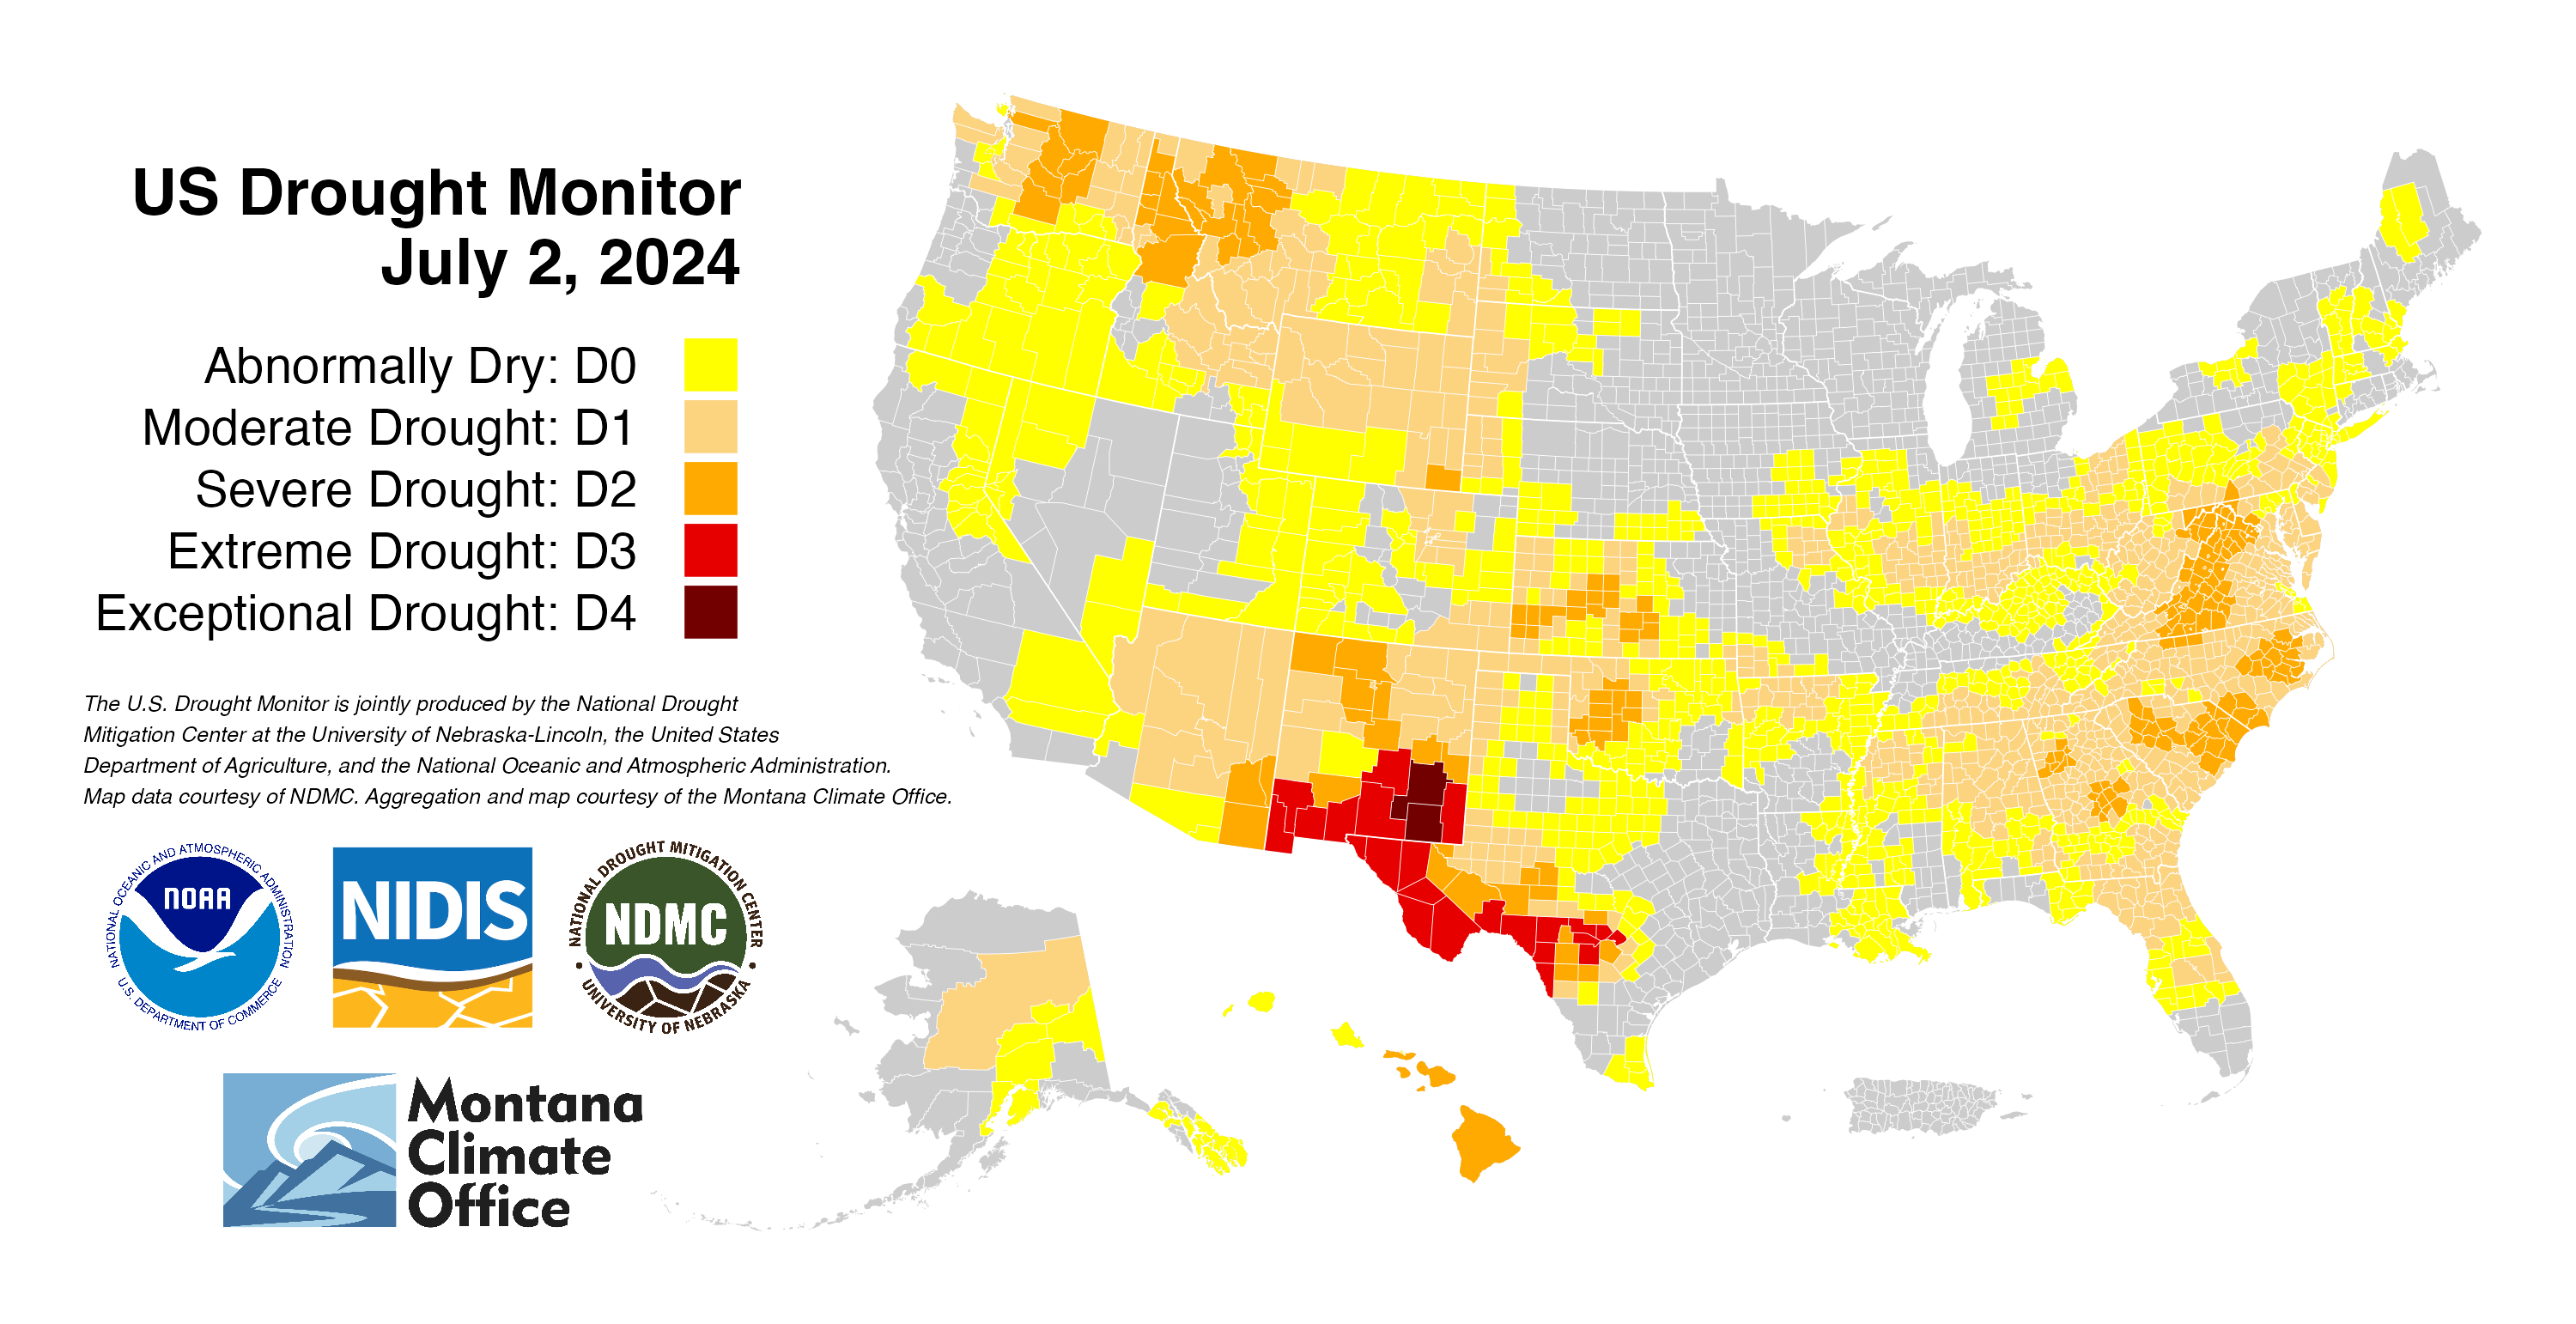 US Drought Monitor
July 2, 2024
Abnormally Dry: D0
Moderate Drought: D1
Severe Drought: D2
Extreme Drought: D3
Exceptional Drought: D4
The U.S. Drought Monitor is jointly produced by the National Drought
Mitigation Center at the University of Nebraska-Lincoln, the United States
Department of Agriculture, and the National Oceanic and Atmospheric Administration.
Map data courtesy of NDMC. Aggregation and map courtesy of the Montana Climate Office.
NATIONAL OCEANIC AND ATMOSPHERIC ADMINISTRATION
NOAA
U.S. DEPARTMENT OF COMMERCE
NIDIS
NATIONAL DROUGHT MITIGATION CENTER
NDMC
UNIVERSITY OF NEBRASKA
Montana
Climate
Office